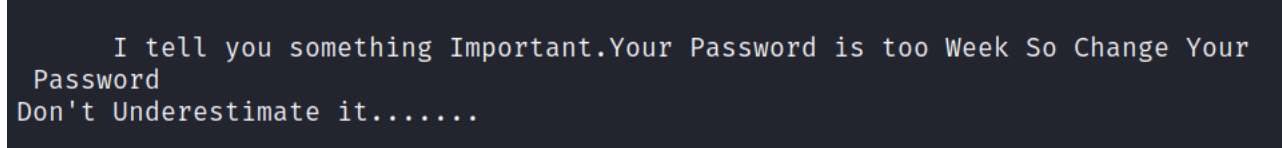 I tell you something Important.Your Password is too Week So Change Your
Password
Don't Underestimate it.......